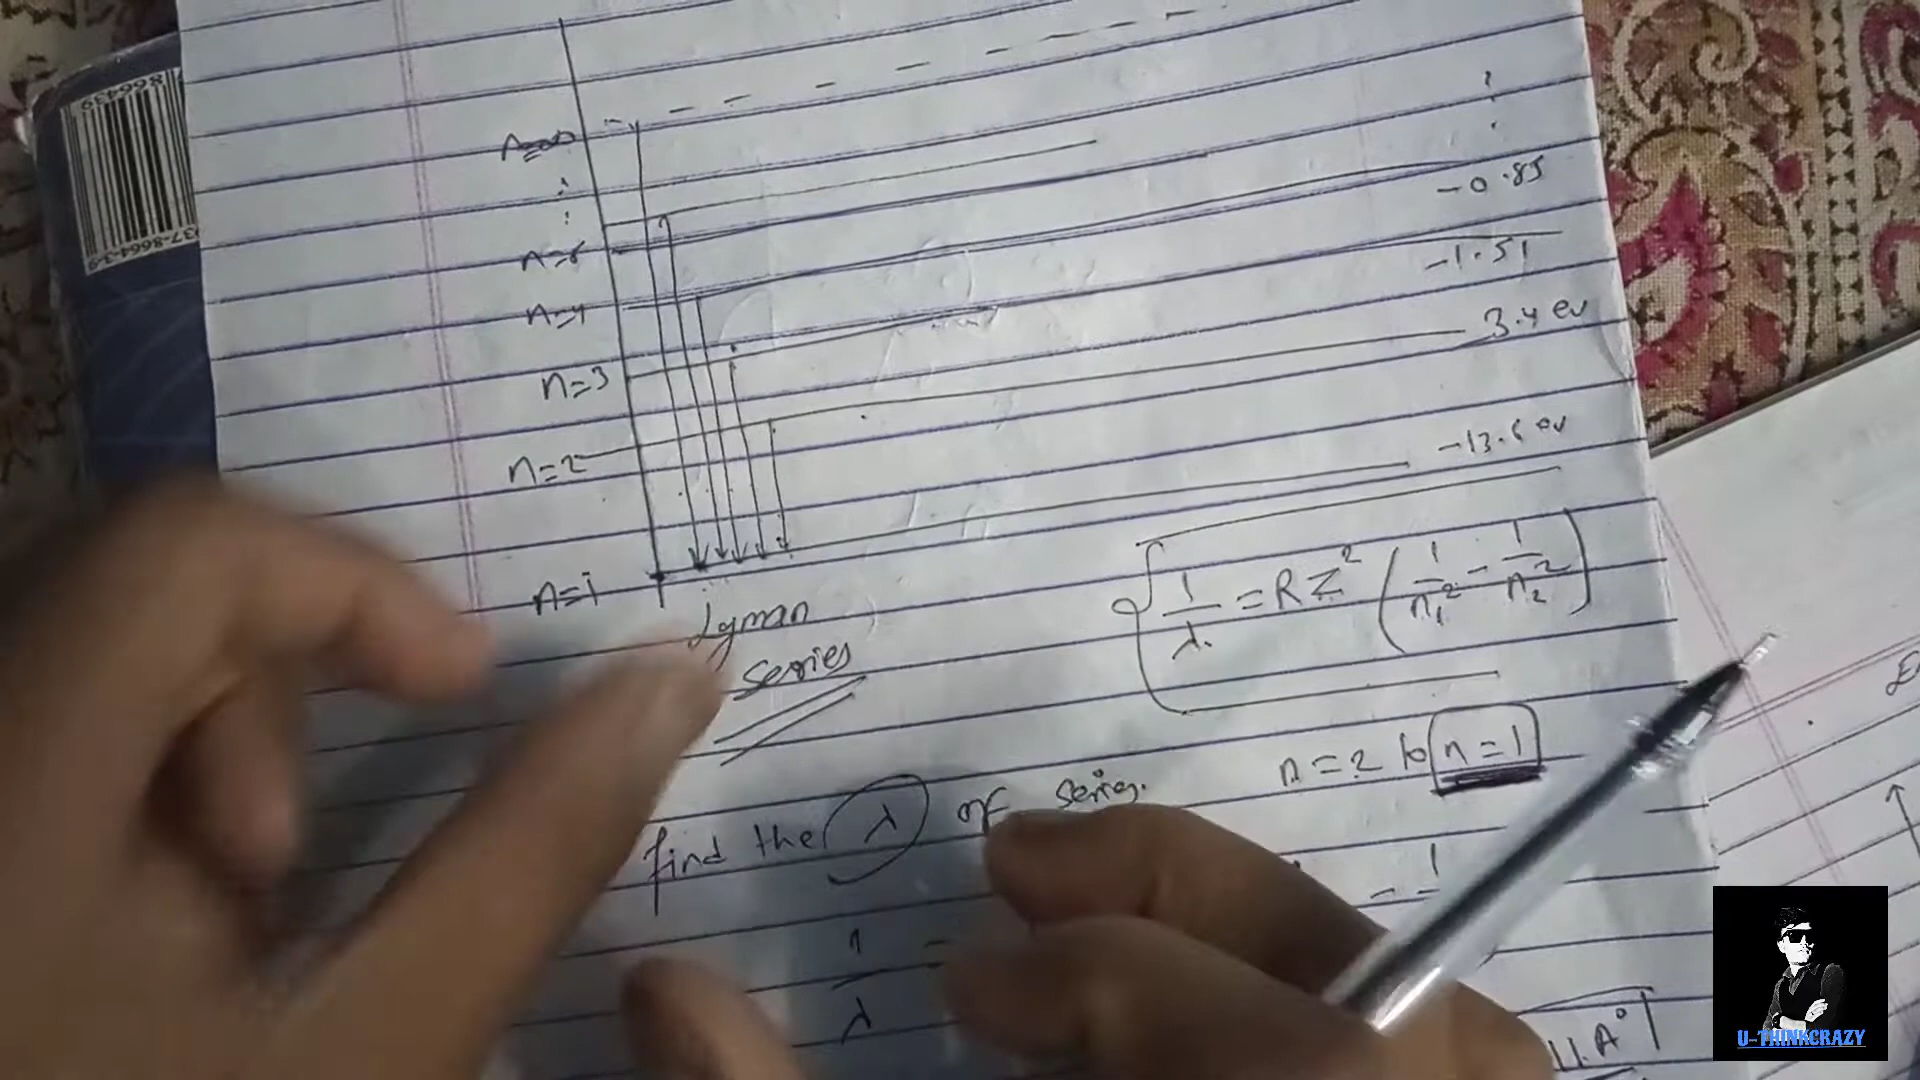 n=∞
-0.85
-1.51
n=4
3.4 ev
n=3
-13.6 ev
n=2
n=1
Lyman
series
1/λ = RZ² (1/n₁² - 1/n₂²)
n=2 to n=1
find the λ of series.
1/λ =
A°
U-THINKCRAZY